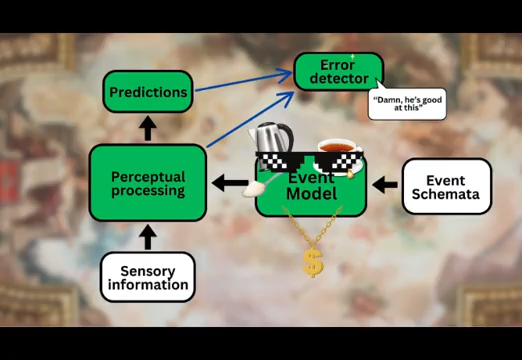 Error
detector
Predictions
“Damn, he’s good
at this”
Perceptual
processing
Event
Model
Event
Schemata
Sensory
information